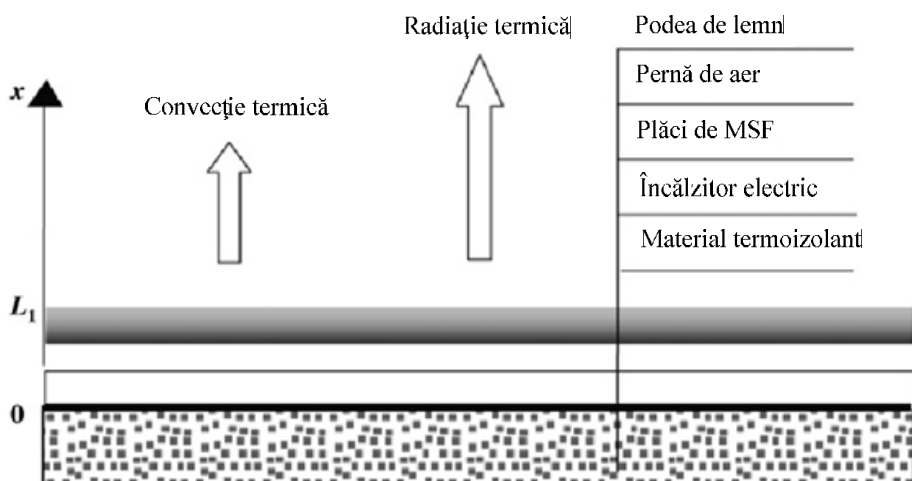 Radiaţie termică
Podea de lemn
x
Pernă de aer
Convecţie termică
Plăci de MSF
Încălzitor electric
Material termoizolant
L1
0